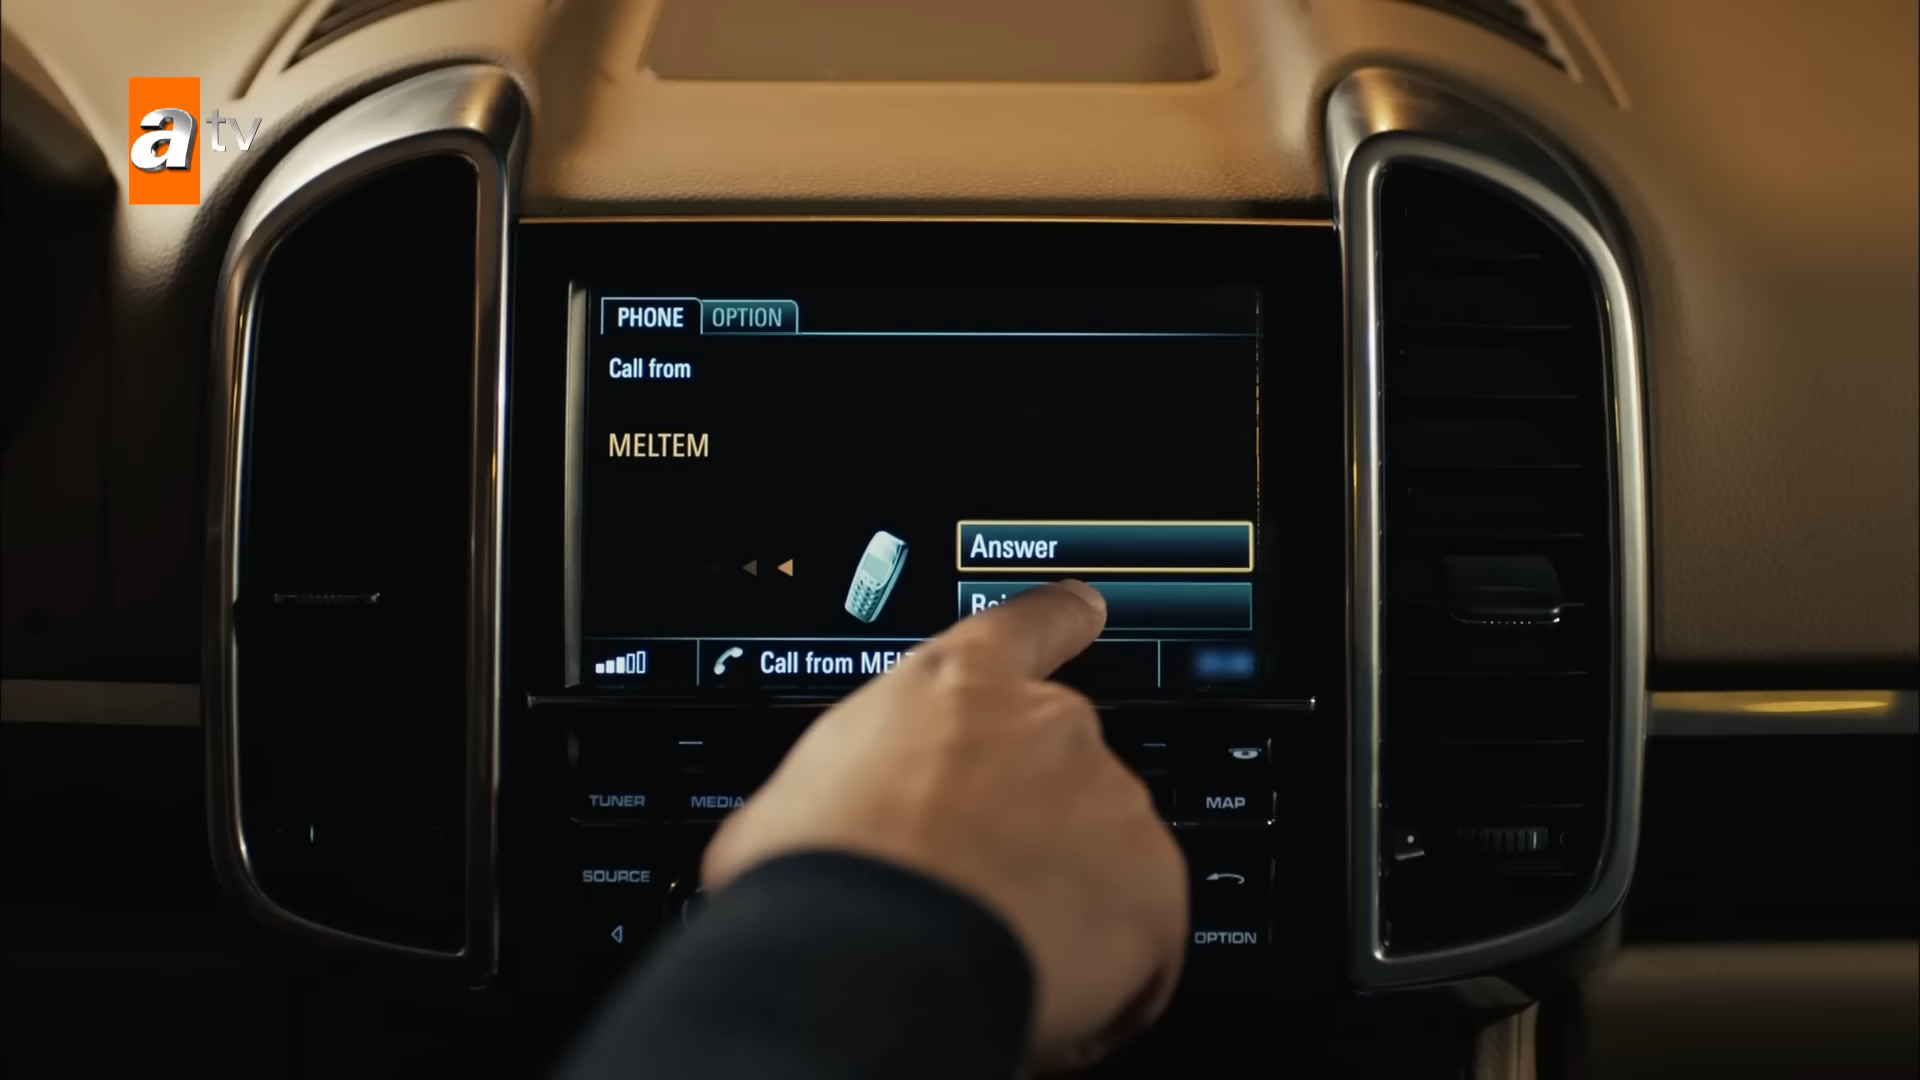 atv
PHONE OPTION
Call from
MELTEM
Answer
Call from
TUNER
MEDIA
MAP
SOURCE
OPTION